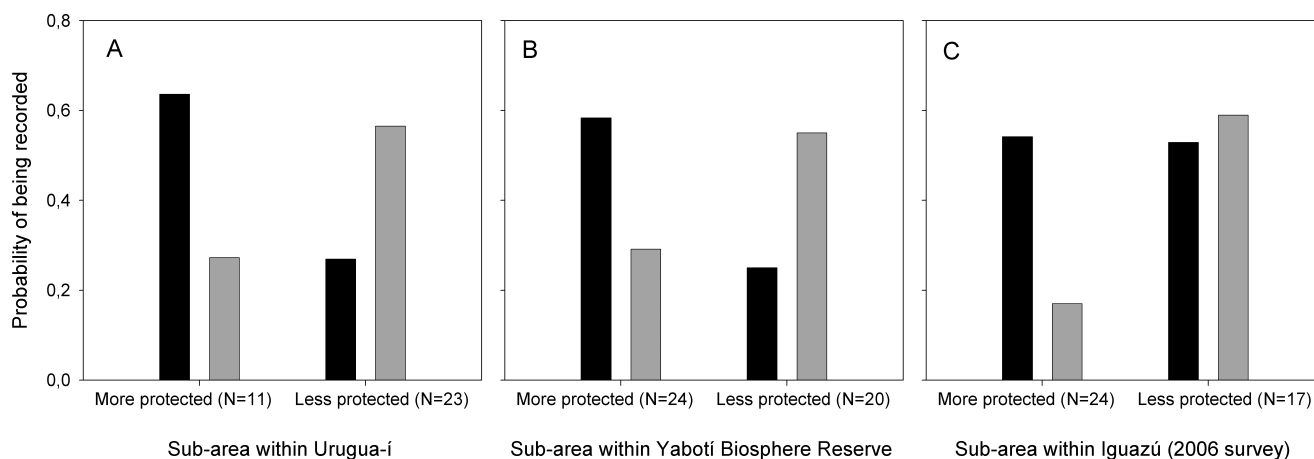 Probability of being recorded
0,8
0,6
0,4
0,2
0,0
A
More protected (N=11) Less protected (N=23)
Sub-area within Urugua-í
B
More protected (N=24) Less protected (N=20)
Sub-area within Yabotí Biosphere Reserve
C
More protected (N=24) Less protected (N=17)
Sub-area within Iguazú (2006 survey)